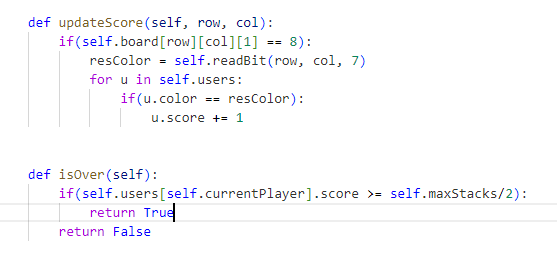 def updateScore(self, row, col):
    if(self.board[row][col][1] == 8):
        resColor = self.readBit(row, col, 7)
        for u in self.users:
            if(u.color == resColor):
                u.score += 1
def isOver(self):
    if(self.users[self.currentPlayer].score >= self.maxStacks/2):
        return True
    return False